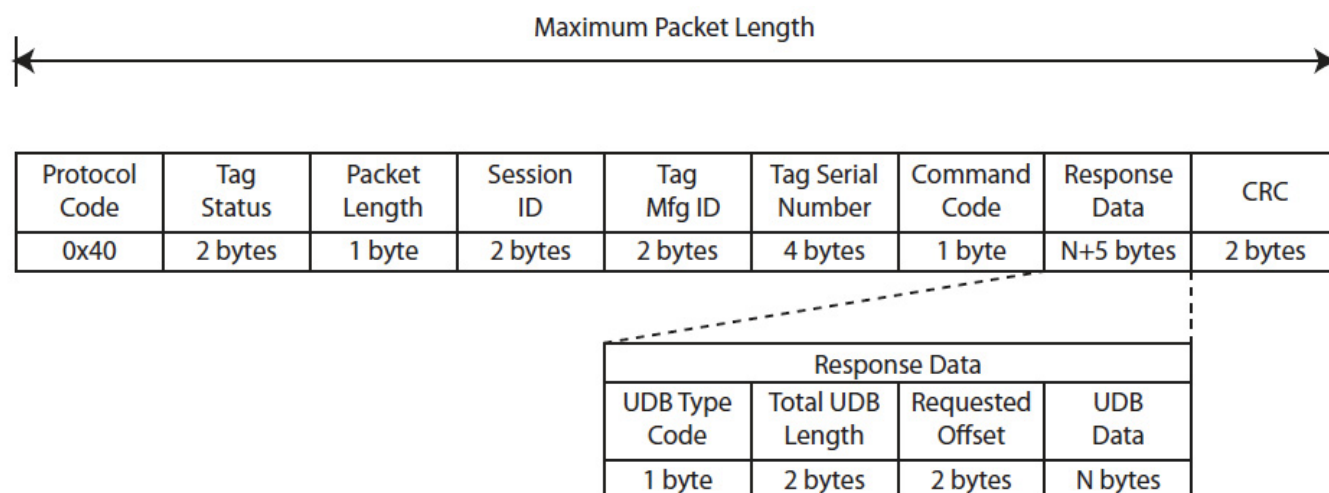 Maximum Packet Length
Protocol Code Tag Status Packet Length Session ID Tag Mfg ID Tag Serial Number Command Code Response Data CRC
0x40 2 bytes 1 byte 2 bytes 2 bytes 4 bytes 1 byte N+5 bytes 2 bytes
Response Data
UDB Type Code Total UDB Length Requested Offset UDB Data
1 byte 2 bytes 2 bytes N bytes